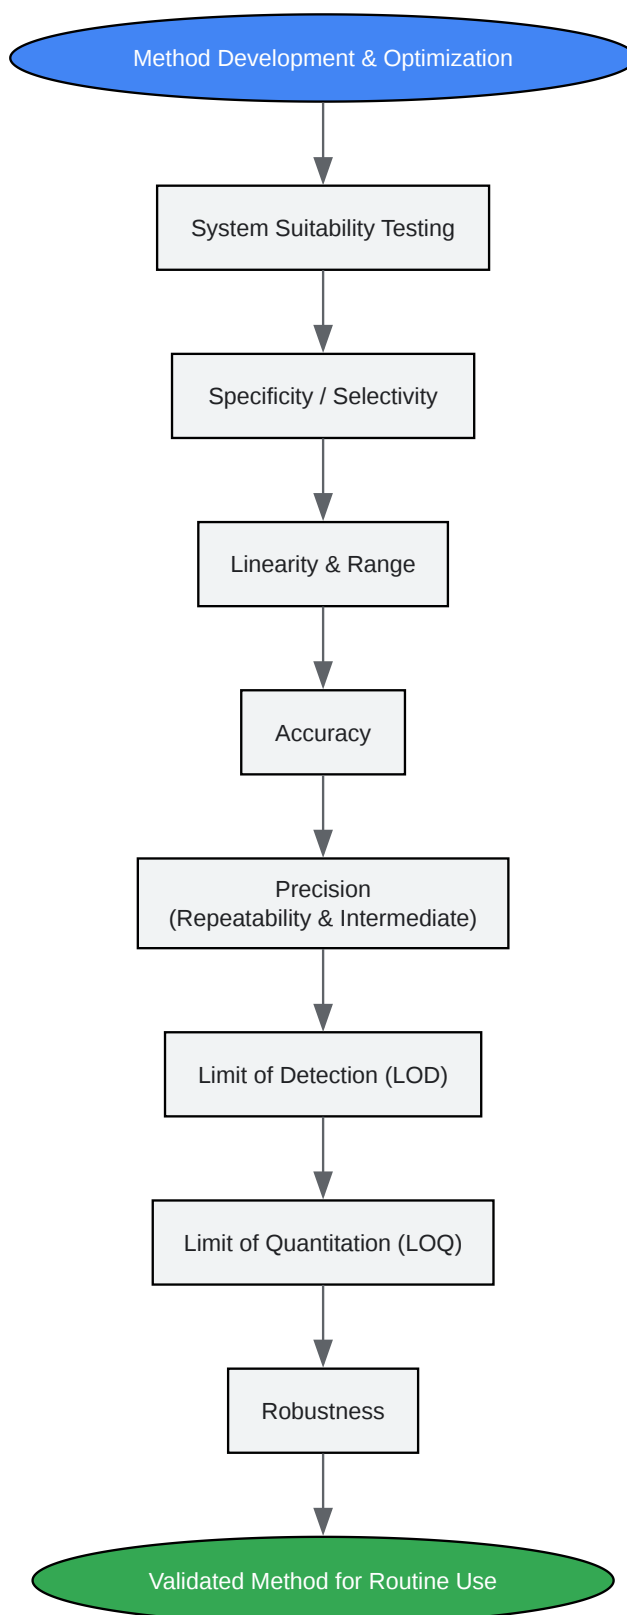 Method Development & Optimization
System Suitability Testing
Specificity / Selectivity
Linearity & Range
Accuracy
Precision
(Repeatability & Intermediate)
Limit of Detection (LOD)
Limit of Quantitation (LOQ)
Robustness
Validated Method for Routine Use